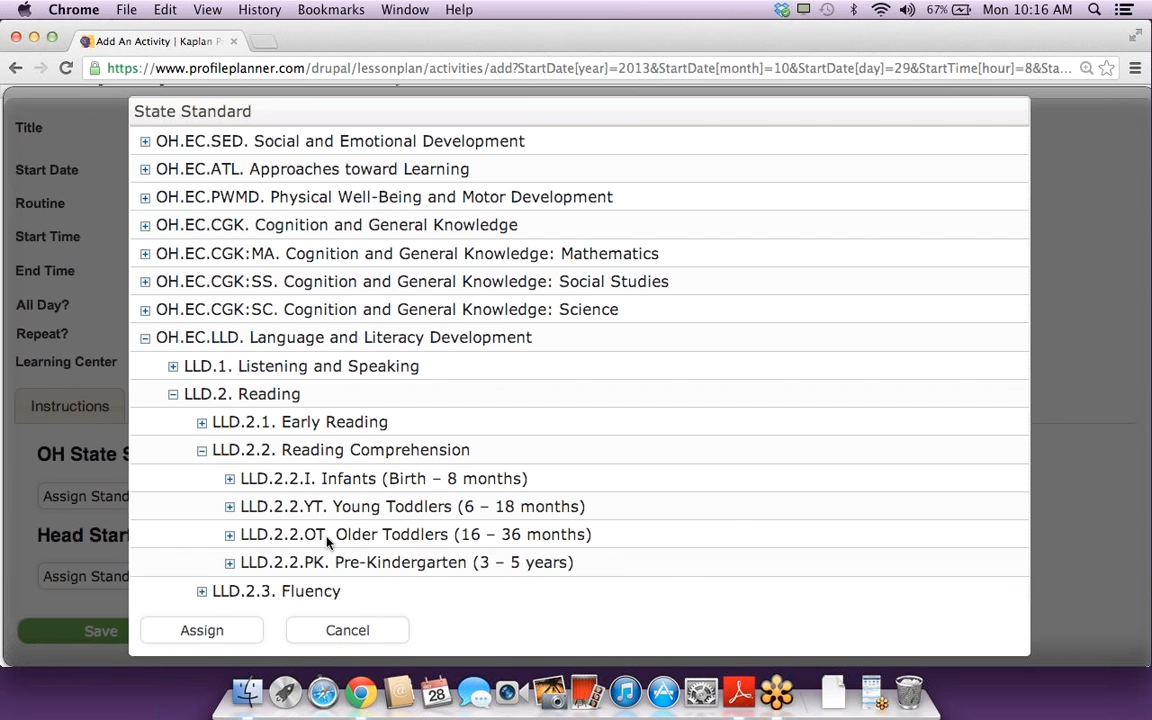 Chrome File Edit View History Bookmarks Window Help 67% Mon 10:16 AM
Add An Activity | Kaplan P
https://www.profileplanner.com/drupal/lessonplan/activities/add?StartDate[year]=2013&StartDate[month]=10&StartDate[day]=29&StartTime[hour]=8&Sta...
State Standard
Title
OH.EC.SED. Social and Emotional Development
Start Date
OH.EC.ATL. Approaches toward Learning
Routine
OH.EC.PWMD. Physical Well-Being and Motor Development
Start Time
OH.EC.CGK. Cognition and General Knowledge
End Time
OH.EC.CGK:MA. Cognition and General Knowledge: Mathematics
OH.EC.CGK:SS. Cognition and General Knowledge: Social Studies
All Day?
OH.EC.CGK:SC. Cognition and General Knowledge: Science
Repeat?
OH.EC.LLD. Language and Literacy Development
Learning Center
LLD.1. Listening and Speaking
LLD.2. Reading
Instructions
LLD.2.1. Early Reading
OH State S
LLD.2.2. Reading Comprehension
LLD.2.2.I. Infants (Birth – 8 months)
Assign Stand
LLD.2.2.YT. Young Toddlers (6 – 18 months)
Head Star
LLD.2.2.OT. Older Toddlers (16 – 36 months)
LLD.2.2.PK. Pre-Kindergarten (3 – 5 years)
Assign Stand
LLD.2.3. Fluency
Save
Assign Cancel
28